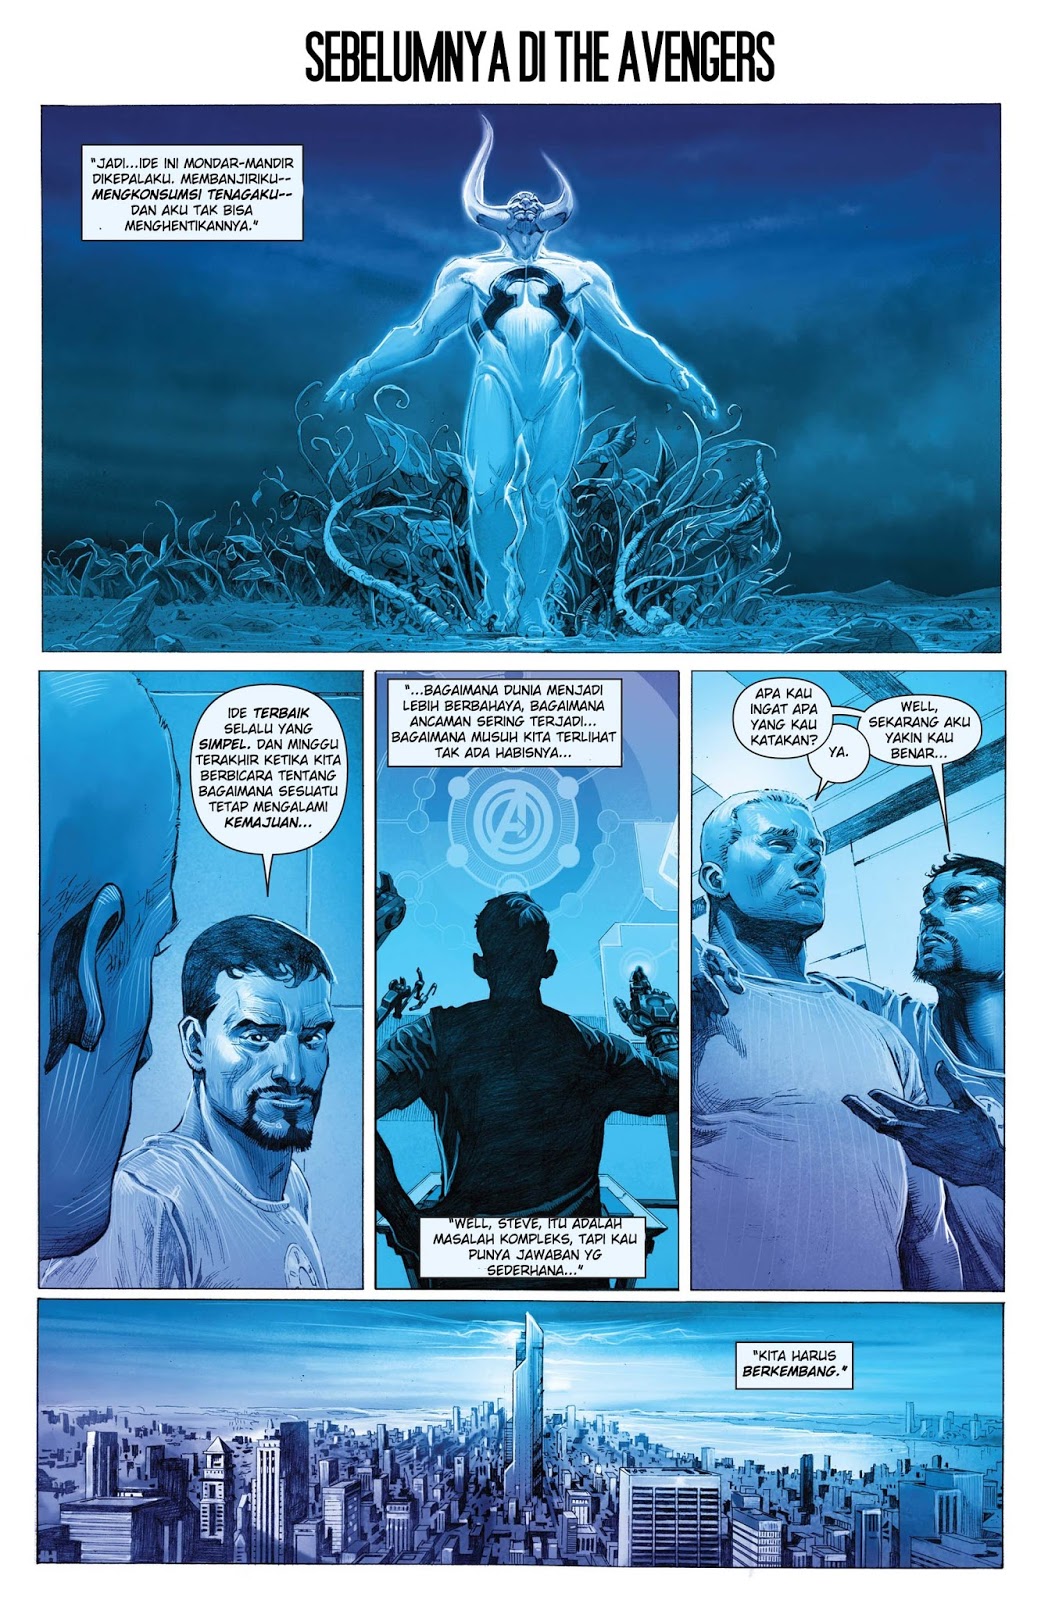 SEBELUMNYA DI THE AVENGERS
"JADI...IDE INI MONDAR-MANDIR
DIKEPALAKU. MEMBANJIRIKU--
MENGKONSUMSI TENAGAKU--
DAN AKU TAK BISA
MENGHENTIKANNYA."
IDE TERBAIK
SELALU YANG
SIMPEL. DAN MINGGU
TERAKHIR KETIKA KITA
BERBICARA TENTANG
BAGAIMANA SESUATU
TETAP MENGALAMI
KEMAJUAN...
"...BAGAIMANA DUNIA MENJADI
LEBIH BERBAHAYA, BAGAIMANA
ANCAMAN SERING TERJADI...
BAGAIMANA MUSUH KITA TERLIHAT
TAK ADA HABISNYA...
"WELL, STEVE, ITU ADALAH
MASALAH KOMPLEKS, TAPI KAU
PUNYA JAWABAN YG
SEDERHANA..."
APA KAU
INGAT APA
YANG KAU
KATAKAN?
YA.
WELL,
SEKARANG AKU
YAKIN KAU
BENAR...
"KITA HARUS
BERKEMBANG."